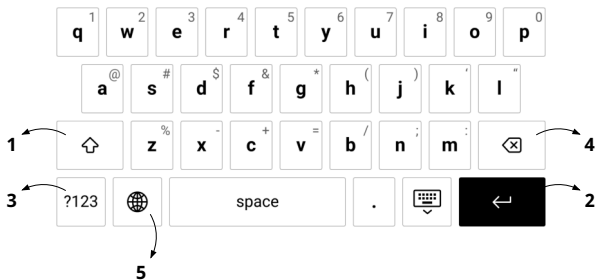 1 2 3 4 5 6 7 8 9 0
q w e r t y u i o p
@ # $ & * ( ) ‘ “
a s d f g h j k l
% - + = / ; :
1 z x c v b n m 4
3 ?123 space . 2
5